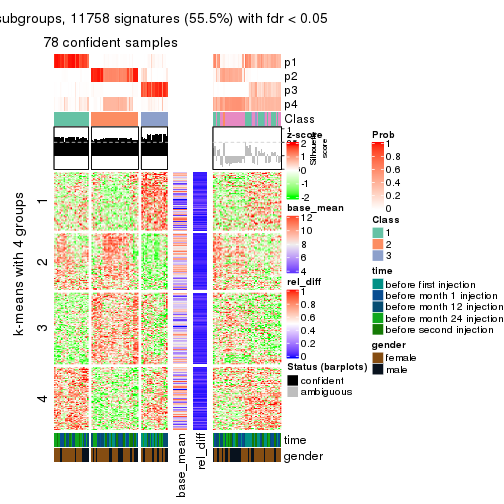 subgroups, 11758 signatures (55.5%) with fdr < 0.05
78 confident samples
p1
p2
p3
p4
Class
1
Silhouette
score
k-means with 4 groups
1
2
3
4
time
gender
base_mean
rel_diff
z-score
2
1
0
-1
-2
base_mean
12
10
8
6
4
rel_diff
1
0.8
0.6
0.4
0.2
0
Status (barplots)
confident
ambiguous
Prob
1
0.8
0.6
0.4
0.2
0
Class
1
2
3
time
before first injection
before month 1 injection
before month 12 injection
before month 24 injection
before second injection
gender
female
male